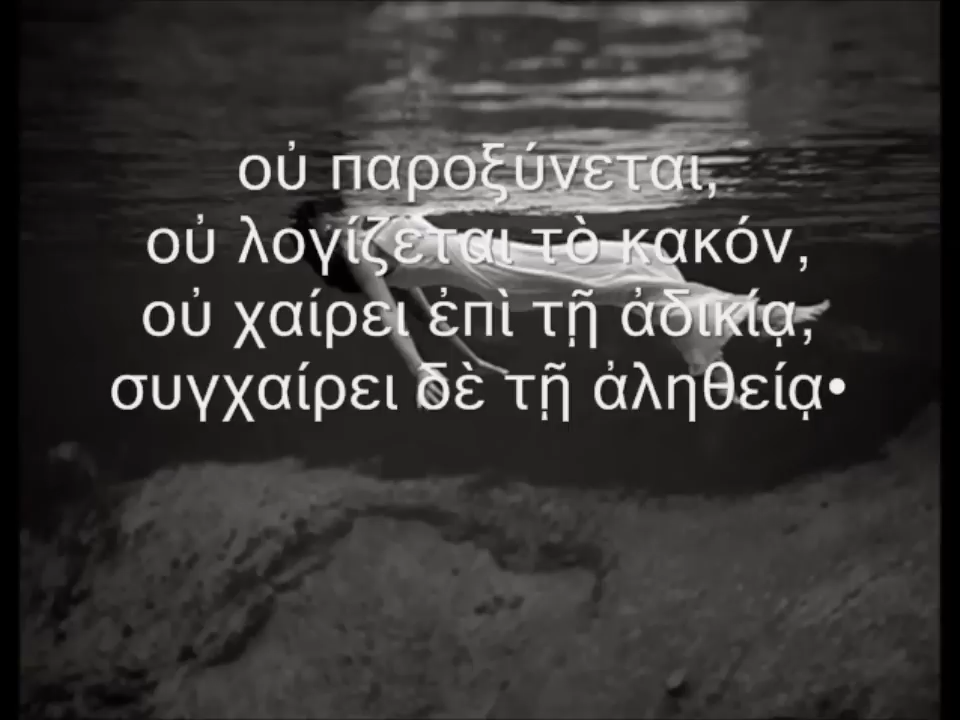 οὐ παροξύνεται,
οὐ λογίζεται τὸ κακόν,
οὐ χαίρει ἐπὶ τῇ ἀδικίᾳ,
συγχαίρει δὲ τῇ ἀληθείᾳ•